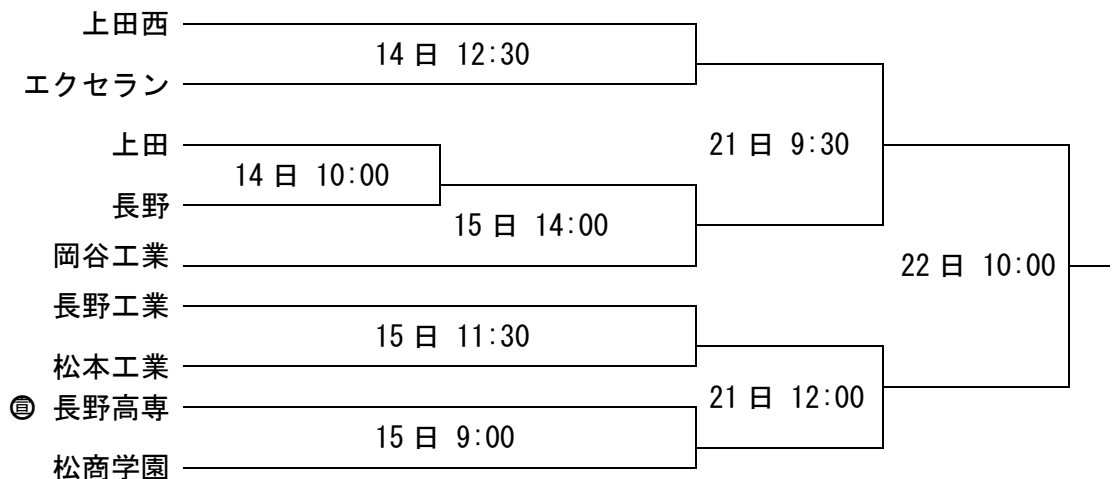 上田西
14日 12:30
エクセラン
上田
21日 9:30
14日 10:00
長野
15日 14:00
岡谷工業
22日 10:00
長野工業
15日 11:30
松本工業
21日 12:00
㊢ 長野高専
15日 9:00
松商学園